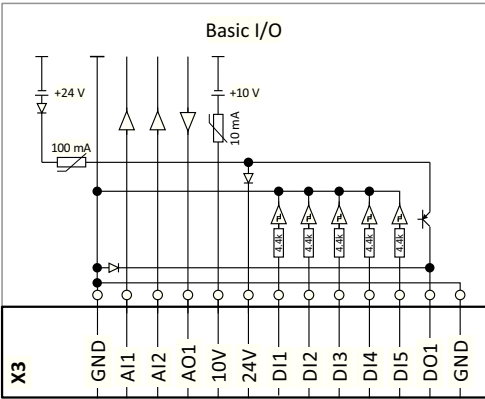 Basic I/O
+24 V
+10 V
10 mA
100 mA
4.4k
4.4k
4.4k
4.4k
4.4k
X3
GND
AI1
AI2
AO1
10V
24V
DI1
DI2
DI3
DI4
DI5
DO1
GND